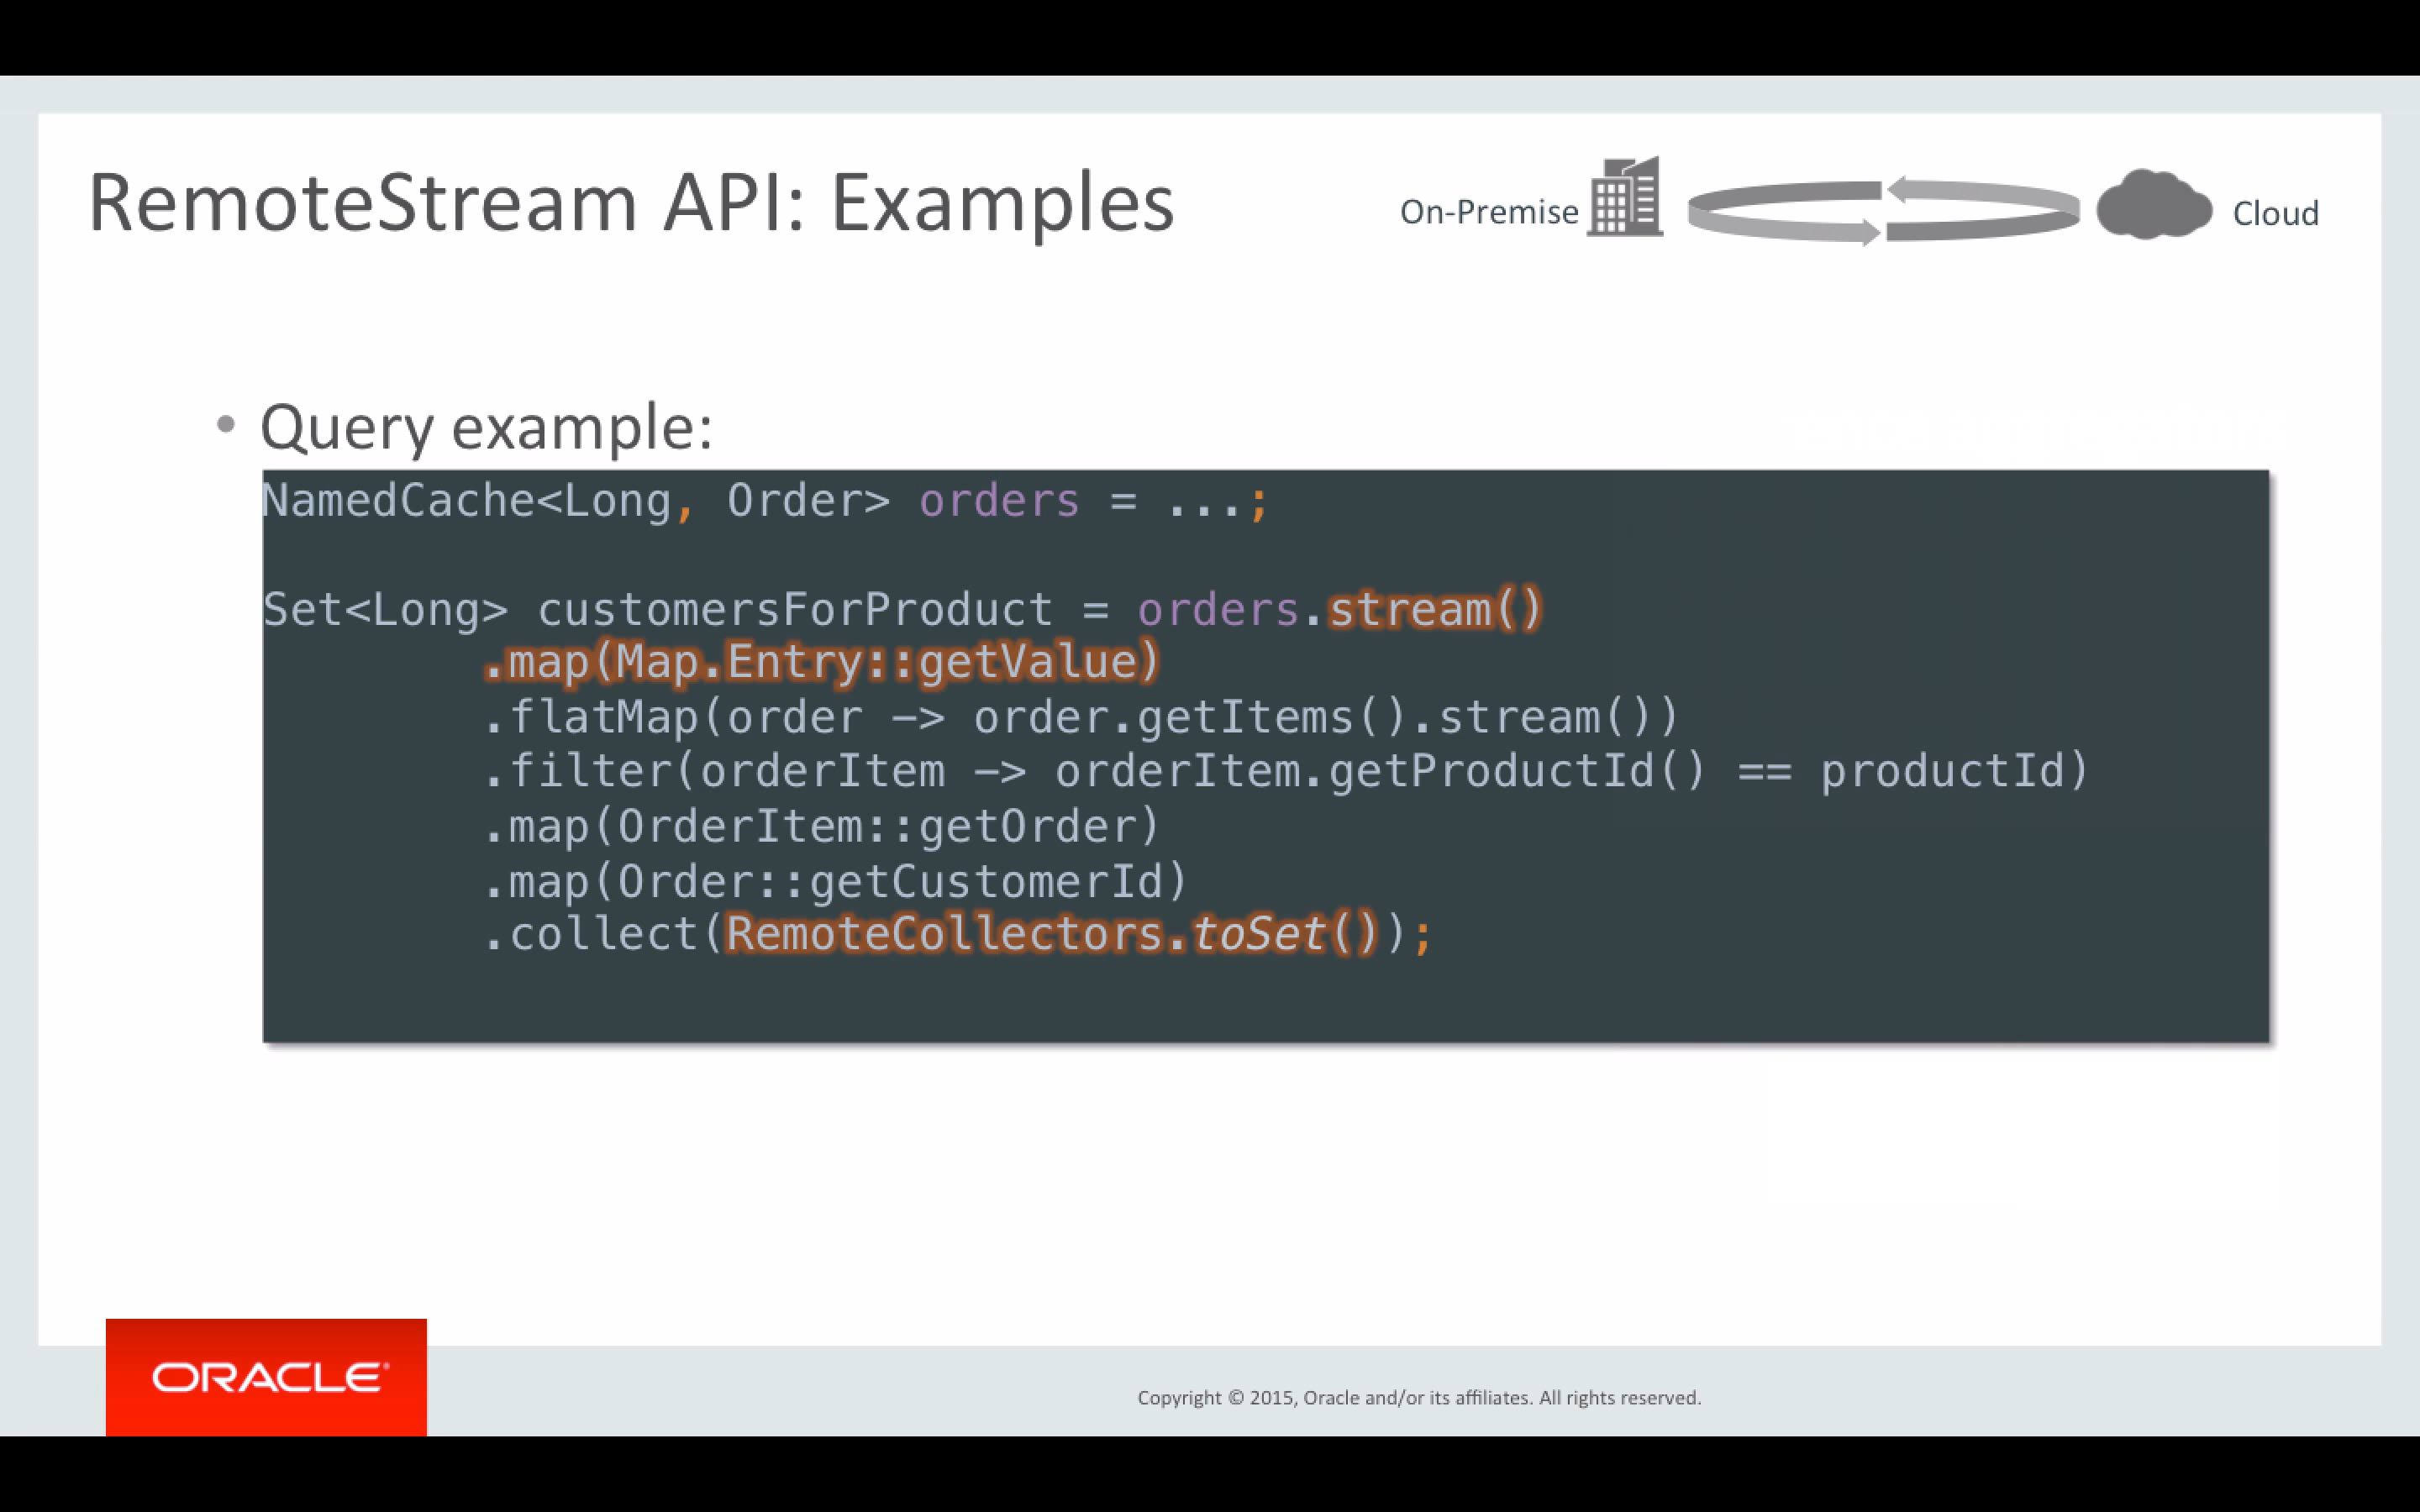 RemoteStream API: Examples
On-Premise
Cloud
• Query example:
NamedCache<Long, Order> orders = ...;
Set<Long> customersForProduct = orders.stream()
.map(Map.Entry::getValue)
.flatMap(order –> order.getItems().stream())
.filter(orderItem –> orderItem.getProductId() == productId)
.map(OrderItem::getOrder)
.map(Order::getCustomerId)
.collect(RemoteCollectors.toSet());
ORACLE®
Copyright © 2015, Oracle and/or its affiliates. All rights reserved.